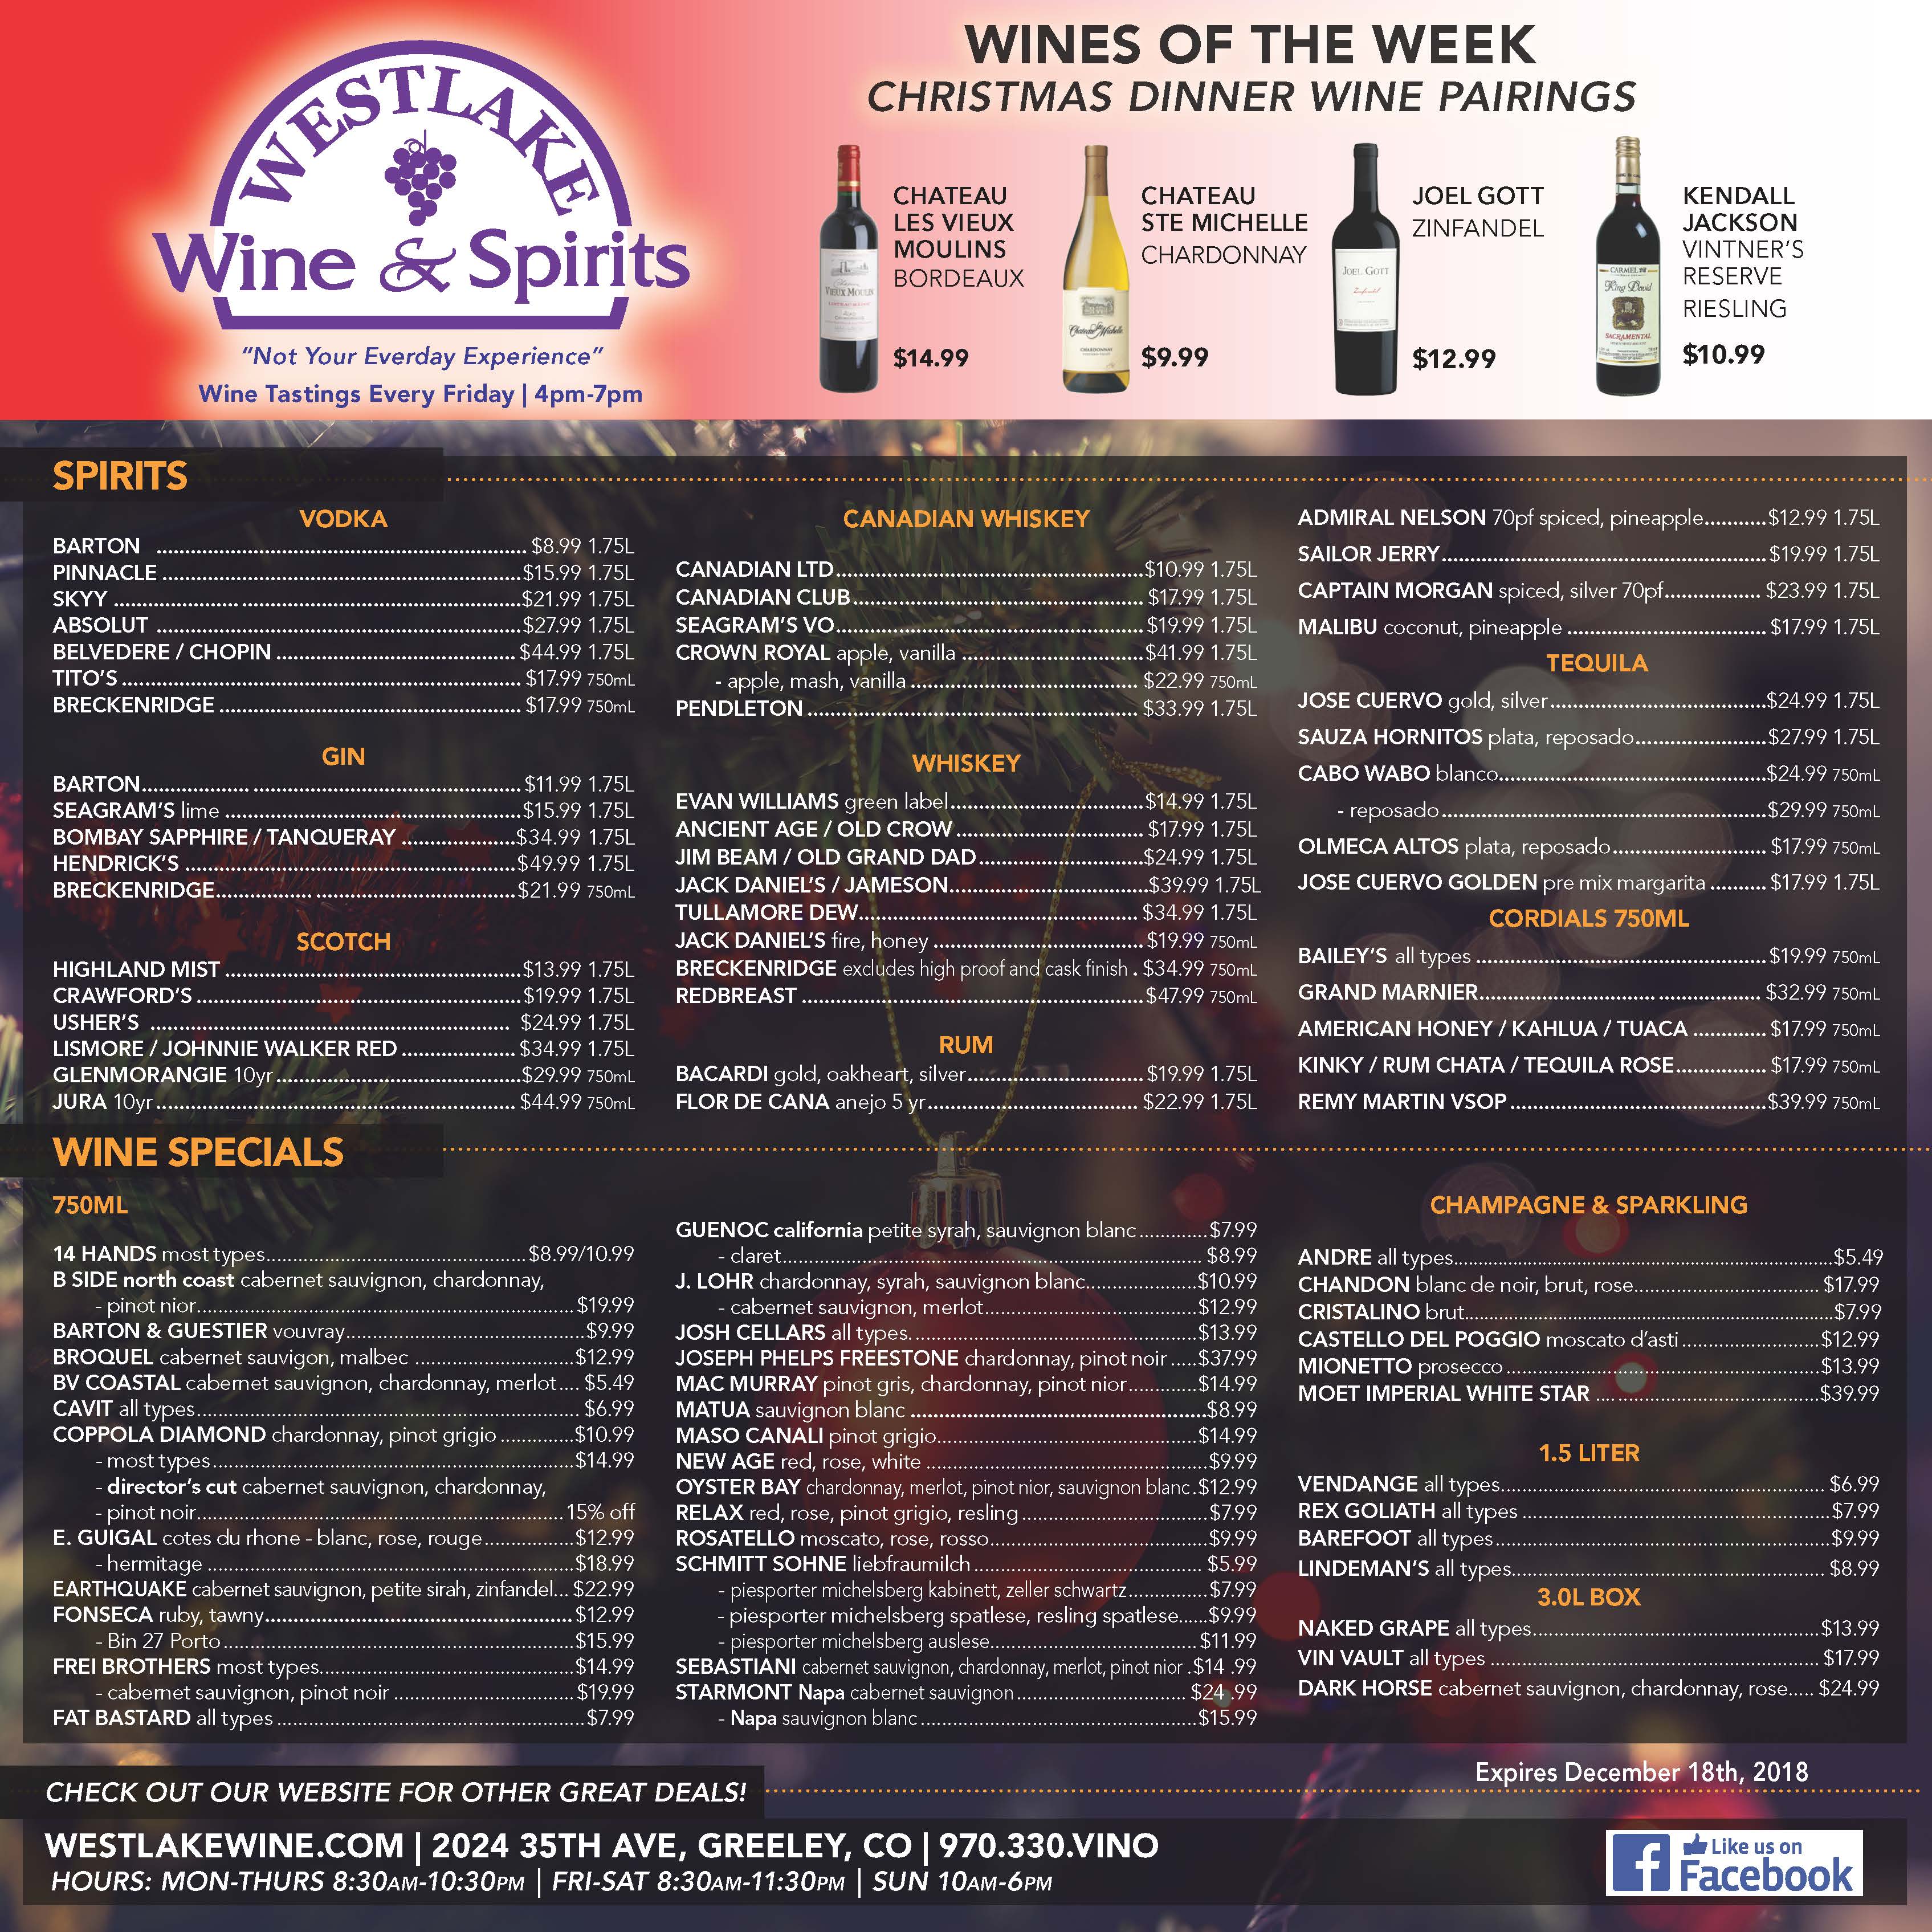 WESTLAKE
Wine & Spirits
"Not Your Everday Experience"
Wine Tastings Every Friday | 4pm-7pm
WINES OF THE WEEK
CHRISTMAS DINNER WINE PAIRINGS
CHATEAU
LES VIEUX
MOULINS
BORDEAUX
$14.99
CHATEAU
STE MICHELLE
CHARDONNAY
$9.99
JOEL GOTT
ZINFANDEL
$12.99
KENDALL
JACKSON
VINTNER'S
RESERVE
RIESLING
$10.99
VIEUX MOULIN
Chateau Ste Michelle
CHARDONNAY
JOEL GOTT
Zinfandel
CARMEL
King David
SACRAMENTAL
SPIRITS
VODKA
BARTON $8.99 1.75L
PINNACLE $15.99 1.75L
SKYY $21.99 1.75L
ABSOLUT $27.99 1.75L
BELVEDERE / CHOPIN $44.99 1.75L
TITO'S $17.99 750mL
BRECKENRIDGE $17.99 750mL
GIN
BARTON $11.99 1.75L
SEAGRAM'S lime $15.99 1.75L
BOMBAY SAPPHIRE / TANQUERAY $34.99 1.75L
HENDRICK'S $49.99 1.75L
BRECKENRIDGE $21.99 750mL
SCOTCH
HIGHLAND MIST $13.99 1.75L
CRAWFORD'S $19.99 1.75L
USHER'S $24.99 1.75L
LISMORE / JOHNNIE WALKER RED $34.99 1.75L
GLENMORANGIE 10yr $29.99 750mL
JURA 10yr $44.99 750mL
CANADIAN WHISKEY
CANADIAN LTD $10.99 1.75L
CANADIAN CLUB $17.99 1.75L
SEAGRAM'S VO $19.99 1.75L
CROWN ROYAL apple, vanilla $41.99 1.75L
- apple, mash, vanilla $22.99 750mL
PENDLETON $33.99 1.75L
WHISKEY
EVAN WILLIAMS green label $14.99 1.75L
ANCIENT AGE / OLD CROW $17.99 1.75L
JIM BEAM / OLD GRAND DAD $24.99 1.75L
JACK DANIEL'S / JAMESON $39.99 1.75L
TULLAMORE DEW $34.99 1.75L
JACK DANIEL'S fire, honey $19.99 750mL
BRECKENRIDGE excludes high proof and cask finish $34.99 750mL
REDBREAST $47.99 750mL
RUM
BACARDI gold, oakheart, silver $19.99 1.75L
FLOR DE CANA anejo 5 yr $22.99 1.75L
ADMIRAL NELSON 70pf spiced, pineapple $12.99 1.75L
SAILOR JERRY $19.99 1.75L
CAPTAIN MORGAN spiced, silver 70pf $23.99 1.75L
MALIBU coconut, pineapple $17.99 1.75L
TEQUILA
JOSE CUERVO gold, silver $24.99 1.75L
SAUZA HORNITOS plata, reposado $27.99 1.75L
CABO WABO blanco $24.99 750mL
- reposado $29.99 750mL
OLMECA ALTOS plata, reposado $17.99 750mL
JOSE CUERVO GOLDEN pre mix margarita $17.99 1.75L
CORDIALS 750ML
BAILEY'S all types $19.99 750mL
GRAND MARNIER $32.99 750mL
AMERICAN HONEY / KAHLUA / TUACA $17.99 750mL
KINKY / RUM CHATA / TEQUILA ROSE $17.99 750mL
REMY MARTIN VSOP $39.99 750mL
WINE SPECIALS
750ML
14 HANDS most types $8.99/10.99
B SIDE north coast cabernet sauvignon, chardonnay,
- pinot nior $19.99
BARTON & GUESTIER vouvray $9.99
BROQUEL cabernet sauvigon, malbec $12.99
BV COASTAL cabernet sauvignon, chardonnay, merlot $5.49
CAVIT all types $6.99
COPPOLA DIAMOND chardonnay, pinot grigio $10.99
- most types $14.99
- director's cut cabernet sauvignon, chardonnay,
- pinot noir 15% off
E. GUIGAL cotes du rhone - blanc, rose, rouge $12.99
- hermitage $18.99
EARTHQUAKE cabernet sauvignon, petite sirah, zinfandel $22.99
FONSECA ruby, tawny $12.99
- Bin 27 Porto $15.99
FREI BROTHERS most types $14.99
- cabernet sauvignon, pinot noir $19.99
FAT BASTARD all types $7.99
GUENOC california petite syrah, sauvignon blanc $7.99
- claret $8.99
J. LOHR chardonnay, syrah, sauvignon blanc $10.99
- cabernet sauvignon, merlot $12.99
JOSH CELLARS all types $13.99
JOSEPH PHELPS FREESTONE chardonnay, pinot noir $37.99
MAC MURRAY pinot gris, chardonnay, pinot nior $14.99
MATUA sauvignon blanc $8.99
MASO CANALI pinot grigio $14.99
NEW AGE red, rose, white $9.99
OYSTER BAY chardonnay, merlot, pinot nior, sauvignon blanc $12.99
RELAX red, rose, pinot grigio, resling $7.99
ROSATELLO moscato, rose, rosso $9.99
SCHMITT SOHNE liebfraumilch $5.99
- piesporter michelsberg kabinett, zeller schwartz $7.99
- piesporter michelsberg spatlese, resling spatlese $9.99
- piesporter michelsberg auslese $11.99
SEBASTIANI cabernet sauvignon, chardonnay, merlot, pinot nior $14 .99
STARMONT Napa cabernet sauvignon $24 .99
- Napa sauvignon blanc $15.99
CHAMPAGNE & SPARKLING
ANDRE all types $5.49
CHANDON blanc de noir, brut, rose $17.99
CRISTALINO brut $7.99
CASTELLO DEL POGGIO moscato d'asti $12.99
MIONETTO prosecco $13.99
MOET IMPERIAL WHITE STAR $39.99
1.5 LITER
VENDANGE all types $6.99
REX GOLIATH all types $7.99
BAREFOOT all types $9.99
LINDEMAN'S all types $8.99
3.0L BOX
NAKED GRAPE all types $13.99
VIN VAULT all types $17.99
DARK HORSE cabernet sauvignon, chardonnay, rose $24.99
Expires December 18th, 2018
CHECK OUT OUR WEBSITE FOR OTHER GREAT DEALS!
WESTLAKEWINE.COM | 2024 35TH AVE, GREELEY, CO | 970.330.VINO
HOURS: MON-THURS 8:30AM-10:30PM | FRI-SAT 8:30AM-11:30PM | SUN 10AM-6PM
f Like us on
Facebook